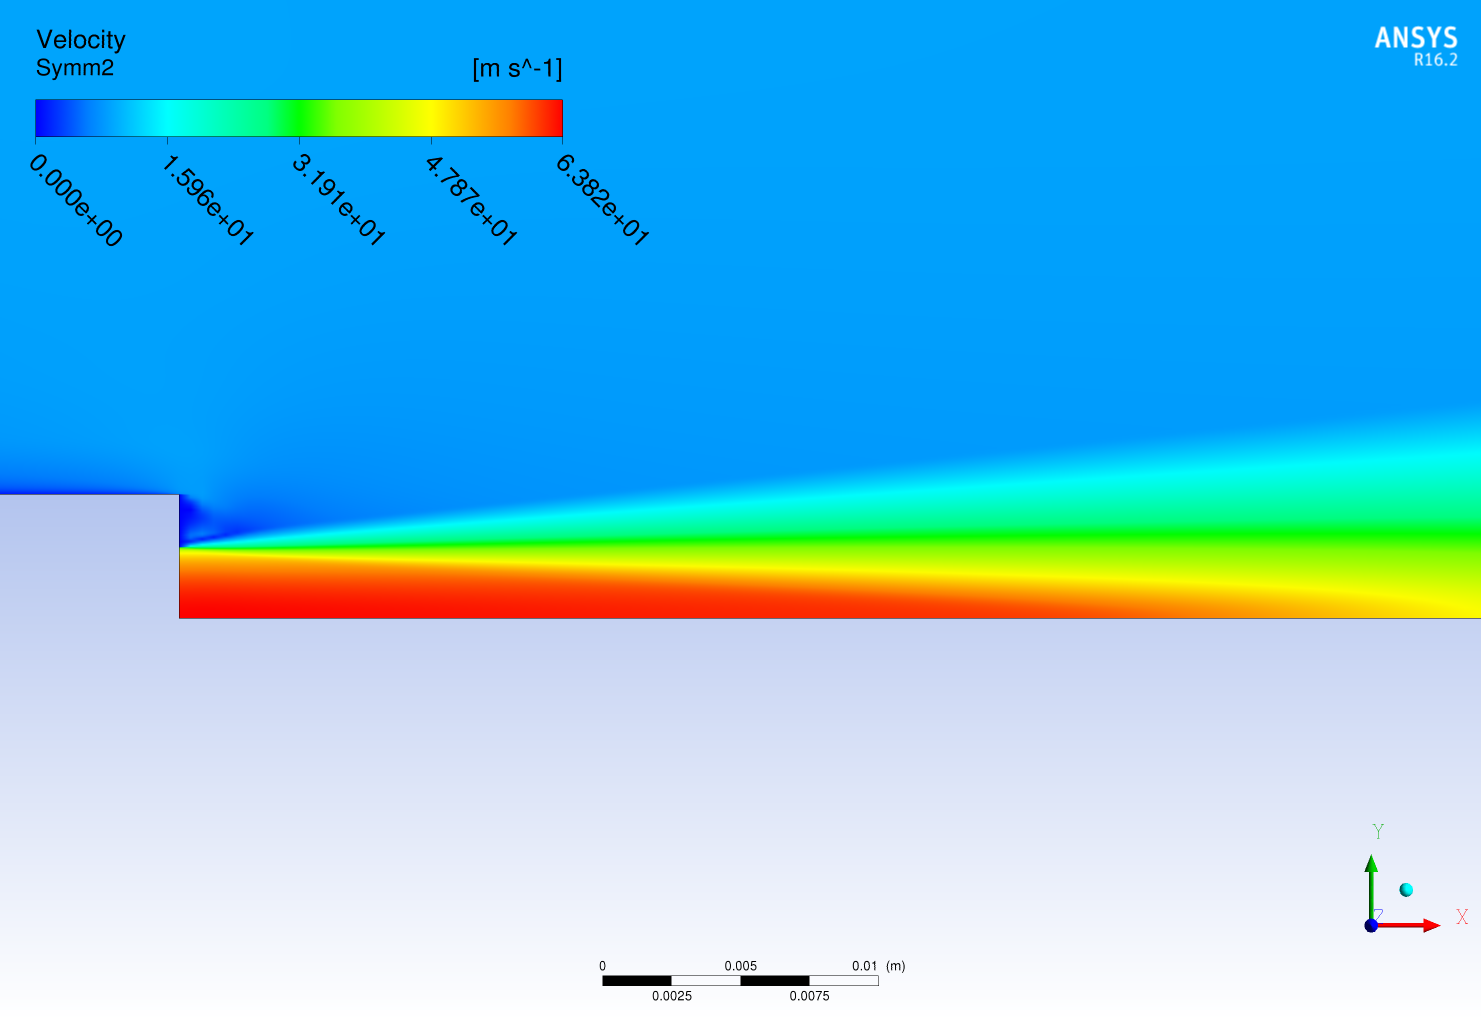 Velocity
Symm2
[m s^-1]
0.000e+00
1.596e+01
3.191e+01
4.787e+01
6.382e+01
ANSYS
R16.2
Y
Z
X
0 0.005 0.01 (m)
0.0025 0.0075